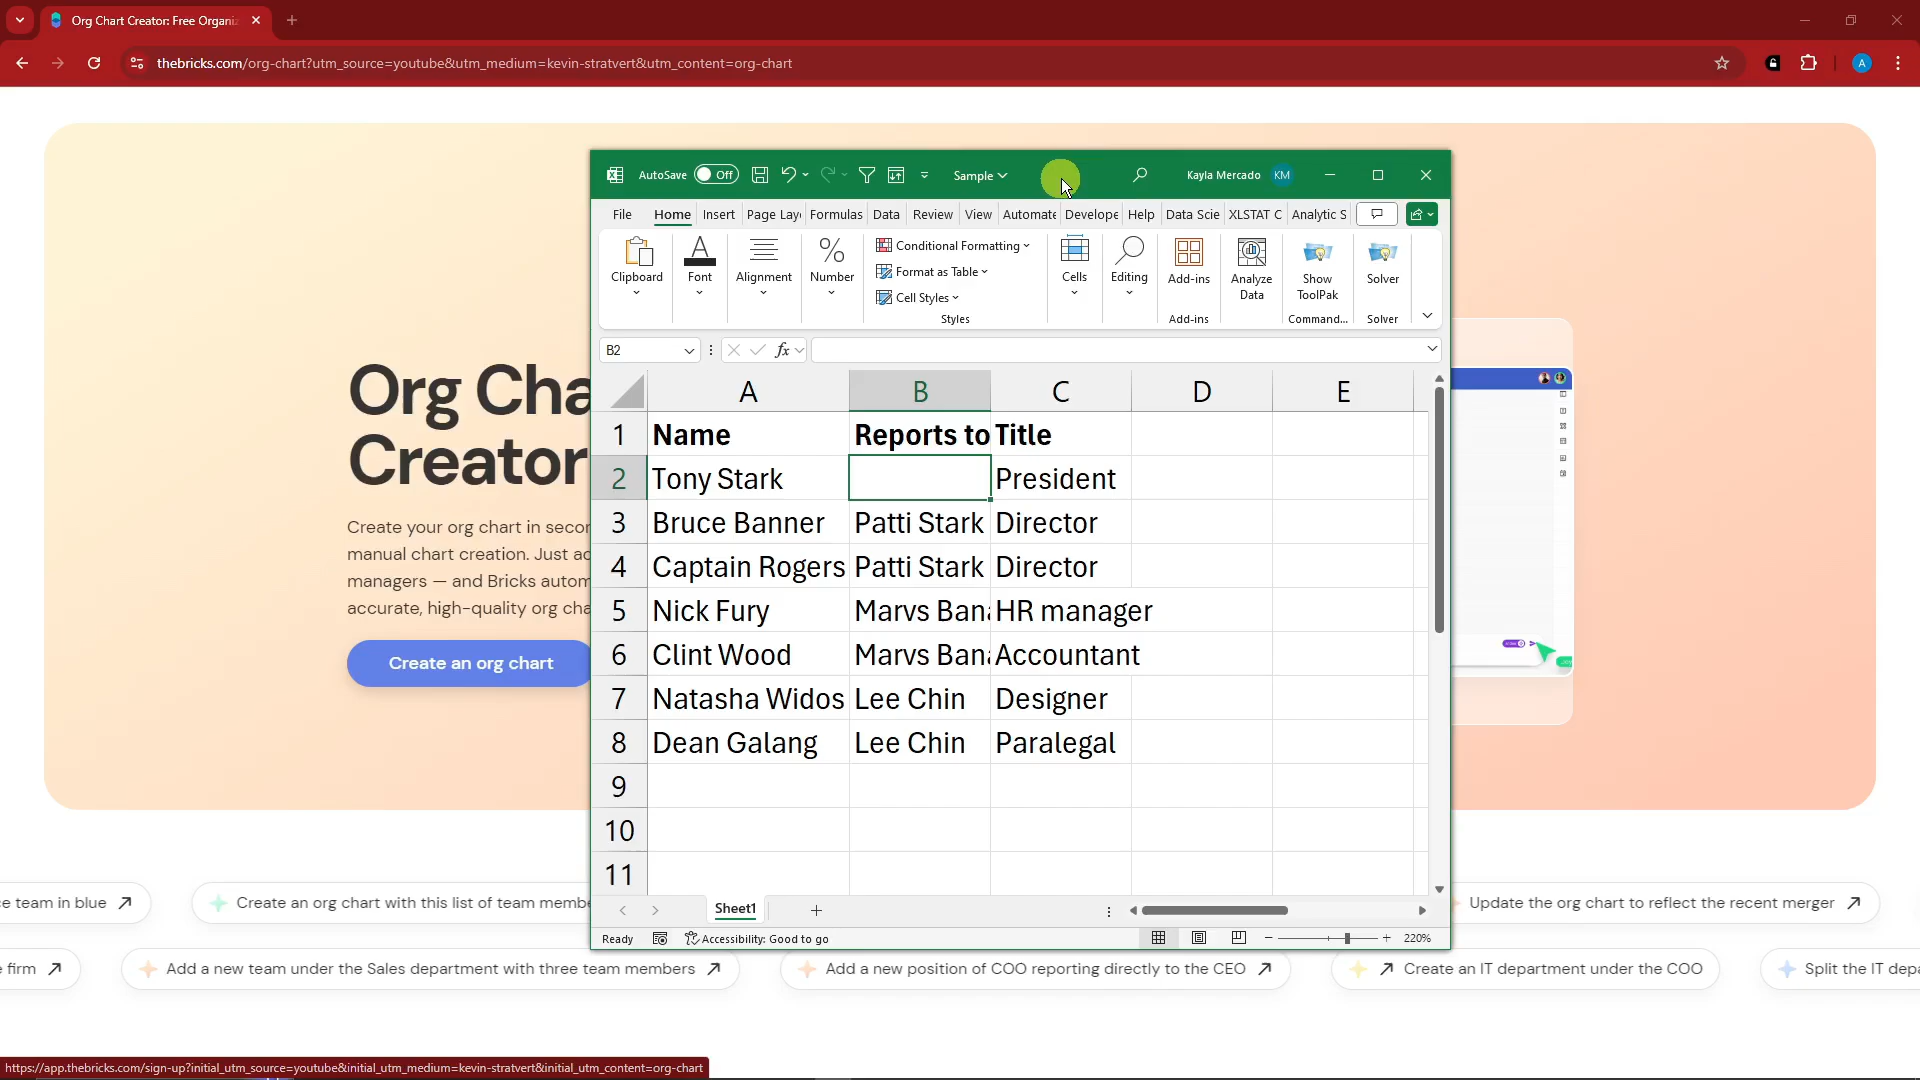 Org Chart Creator: Free Organiz
thebricks.com/org-chart?utm_source=youtube&utm_medium=kevin-stratvert&utm_content=org-chart
A
Org Cha
Creator
Create your org chart in secon
manual chart creation. Just ad
managers — and Bricks autom
accurate, high-quality org cha
Create an org chart
AutoSave Off Sample Kayla Mercado KM
File Home Insert Page Lay Formulas Data Review View Automate Develope Help Data Scie XLSTAT C Analytic S
Clipboard Font Alignment Number
Conditional Formatting
Format as Table
Cell Styles
Styles
Cells Editing Add-ins Analyze Data Show ToolPak Solver
Add-ins Command... Solver
B2 fx
A B C D E
1 Name Reports to Title
2 Tony Stark President
3 Bruce Banner Patti Stark Director
4 Captain Rogers Patti Stark Director
5 Nick Fury Marvs Bana HR manager
6 Clint Wood Marvs Bana Accountant
7 Natasha Widos Lee Chin Designer
8 Dean Galang Lee Chin Paralegal
9
10
11
Sheet1
Ready Accessibility: Good to go 220%
ce team in blue Create an org chart with this list of team membe Update the org chart to reflect the recent merger
e firm Add a new team under the Sales department with three team members Add a new position of COO reporting directly to the CEO Create an IT department under the COO Split the IT depa
https://app.thebricks.com/sign-up?initial_utm_source=youtube&initial_utm_medium=kevin-stratvert&initial_utm_content=org-chart